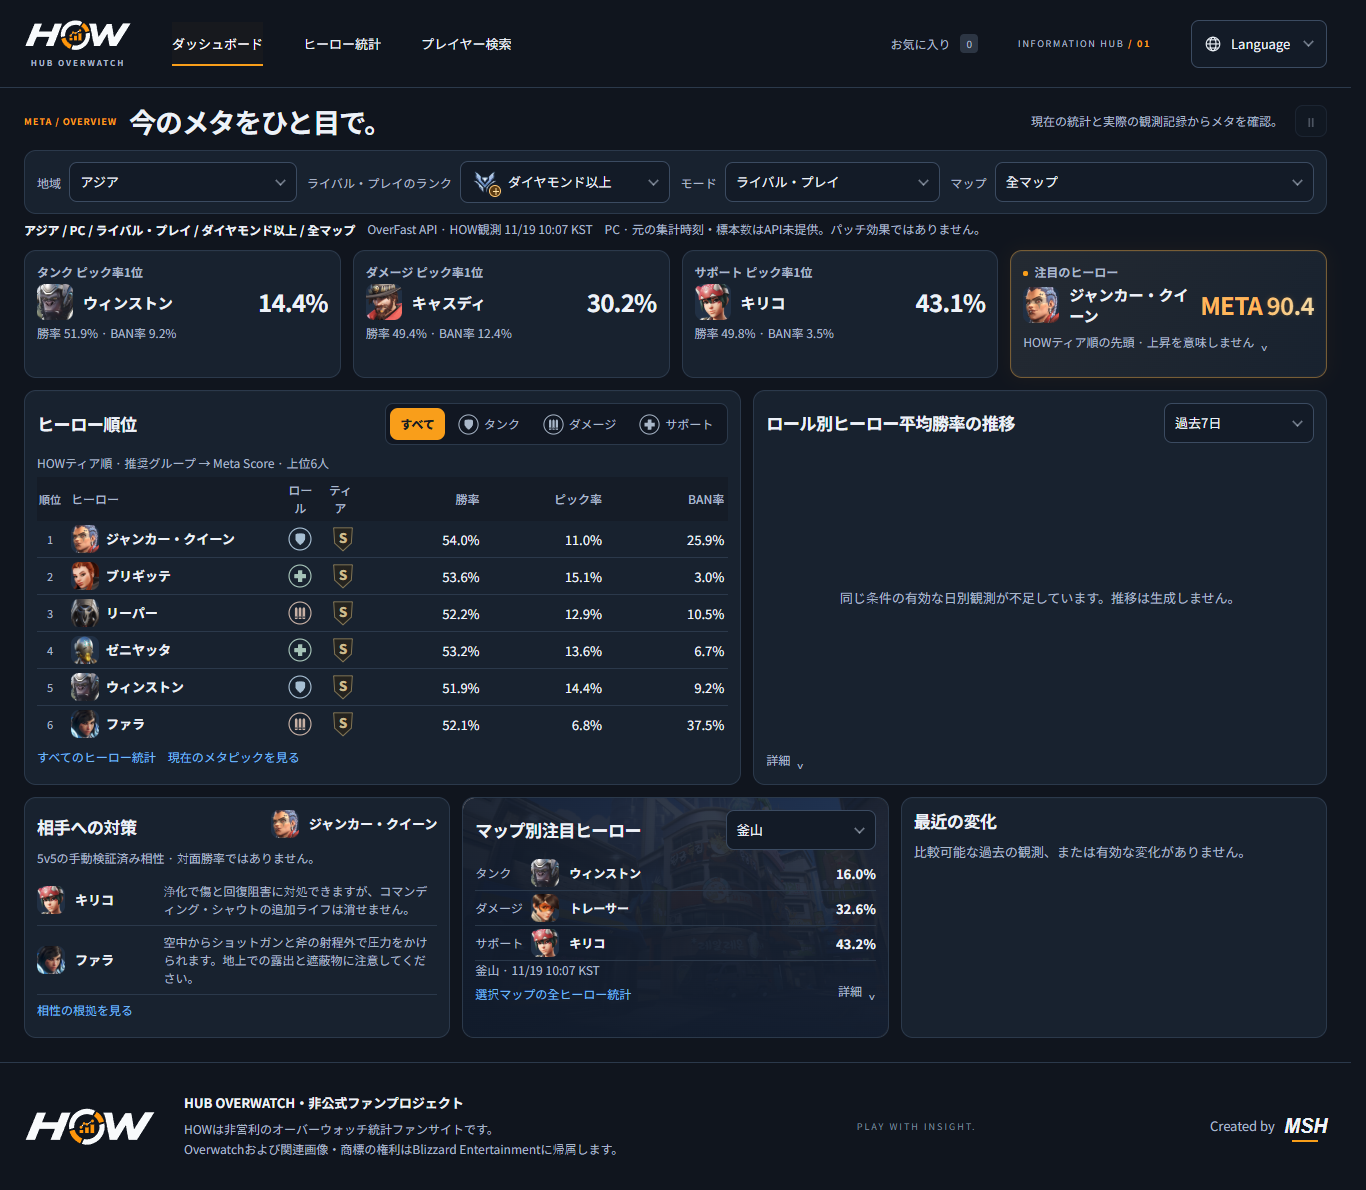 HOW
HUB OVERWATCH
ダッシュボード
ヒーロー統計
プレイヤー検索
お気に入り 0
INFORMATION HUB / 01
Language
META / OVERVIEW
今のメタをひと目で。
現在の統計と実際の観測記録からメタを確認。
地域 アジア
ライバル・プレイのランク ダイヤモンド以上
モード ライバル・プレイ
マップ 全マップ
アジア / PC / ライバル・プレイ / ダイヤモンド以上 / 全マップ OverFast API · HOW観測 11/19 10:07 KST PC · 元の集計時刻・標本数はAPI未提供。パッチ効果ではありません。
タンク ピック率1位
ウィンストン 14.4%
勝率 51.9% · BAN率 9.2%
ダメージ ピック率1位
キャスディ 30.2%
勝率 49.4% · BAN率 12.4%
サポート ピック率1位
キリコ 43.1%
勝率 49.8% · BAN率 3.5%
注目のヒーロー
ジャンカー・クイ
ーン
META 90.4
HOWティア順の先頭 · 上昇を意味しません
ヒーロー順位
すべて タンク ダメージ サポート
HOWティア順 · 推奨グループ → Meta Score · 上位6人
順位 ヒーロー ロール ティア 勝率 ピック率 BAN率
1 ジャンカー・クイーン S 54.0% 11.0% 25.9%
2 ブリギッテ S 53.6% 15.1% 3.0%
3 リーパー S 52.2% 12.9% 10.5%
4 ゼニヤッタ S 53.2% 13.6% 6.7%
5 ウィンストン S 51.9% 14.4% 9.2%
6 ファラ S 52.1% 6.8% 37.5%
すべてのヒーロー統計 現在のメタピックを見る
ロール別ヒーロー平均勝率の推移
過去7日
同じ条件の有効な日別観測が不足しています。推移は生成しません。
詳細
相手への対策
ジャンカー・クイーン
5v5の手動検証済み相性 · 対面勝率ではありません。
キリコ
浄化で傷と回復阻害に対処できますが、コマンデ
ィング・シャウトの追加ライフは消せません。
ファラ
空中からショットガンと斧の射程外で圧力をかけ
られます。地上での露出と遮蔽物に注意してくだ
さい。
相性の根拠を見る
マップ別注目ヒーロー
釜山
タンク ウィンストン 16.0%
ダメージ トレーサー 32.6%
サポート キリコ 43.2%
釜山 · 11/19 10:07 KST
選択マップの全ヒーロー統計
詳細
最近の変化
比較可能な過去の観測、または有効な変化がありません。
HOW
HUB OVERWATCH・非公式ファンプロジェクト
HOWは非営利のオーバーウォッチ統計ファンサイトです。
Overwatchおよび関連画像・商標の権利はBlizzard Entertainmentに帰属します。
PLAY WITH INSIGHT.
Created by MSH